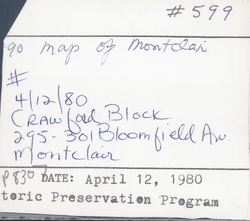 #599
90 map of Montclair
#
4/12/80
Crawford Block
295-301 Bloomfield Av.
Montclair
p830 DATE: April 12, 1980
toric Preservation Program